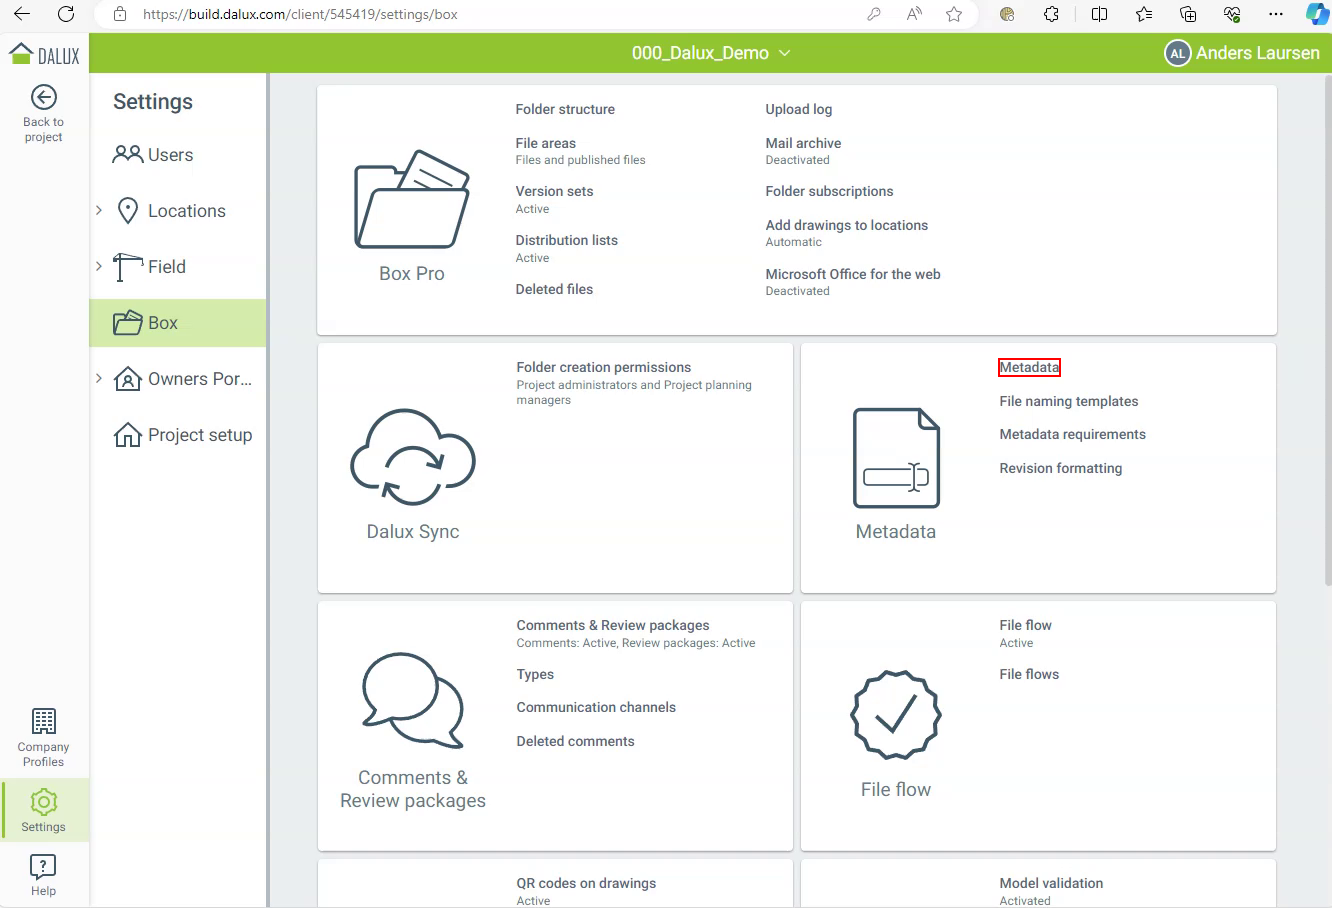 https://build.dalux.com/client/545419/settings/box
DALUX
000_Dalux_Demo
AL Anders Laursen
Back to
project
Settings
Users
Locations
Field
Box
Owners Por...
Project setup
Company
Profiles
Settings
Help
Box Pro
Folder structure
File areas
Files and published files
Version sets
Active
Distribution lists
Active
Deleted files
Upload log
Mail archive
Deactivated
Folder subscriptions
Add drawings to locations
Automatic
Microsoft Office for the web
Deactivated
Dalux Sync
Folder creation permissions
Project administrators and Project planning
managers
Metadata
Metadata
File naming templates
Metadata requirements
Revision formatting
Comments &
Review packages
Comments & Review packages
Comments: Active, Review packages: Active
Types
Communication channels
Deleted comments
File flow
File flow
Active
File flows
QR codes on drawings
Active
Model validation
Activated